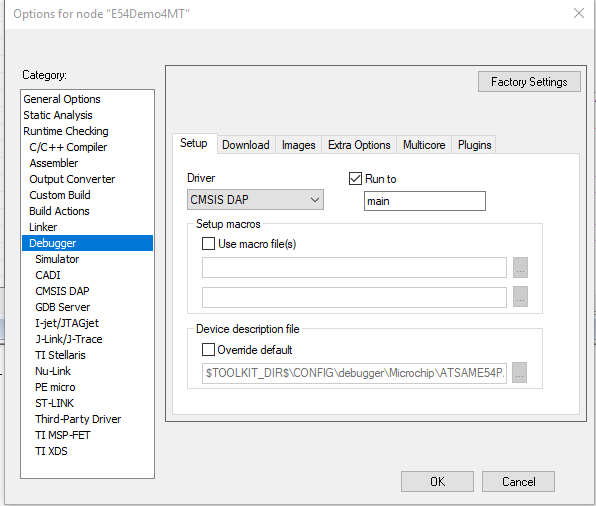 Options for node "E54Demo4MT"
Category:
General Options
Static Analysis
Runtime Checking
C/C++ Compiler
Assembler
Output Converter
Custom Build
Build Actions
Linker
Debugger
Simulator
CADI
CMSIS DAP
GDB Server
I-jet/JTAGjet
J-Link/J-Trace
TI Stellaris
Nu-Link
PE micro
ST-LINK
Third-Party Driver
TI MSP-FET
TI XDS
Factory Settings
Setup Download Images Extra Options Multicore Plugins
Driver
CMSIS DAP
Run to
main
Setup macros
Use macro file(s)
...
...
Device description file
Override default
$TOOLKIT_DIR$\CONFIG\debugger\Microchip\ATSAME54P
...
OK Cancel